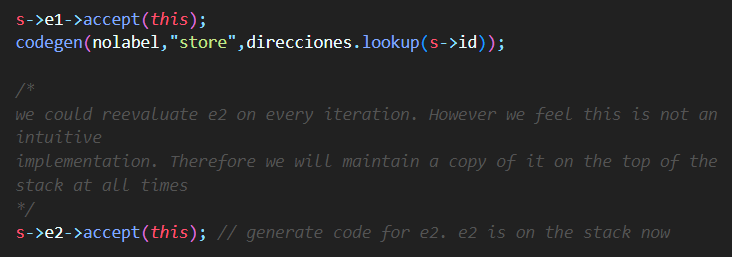 s->e1->accept(this);
codegen(nolabel,"store",direcciones.lookup(s->id));
/*
we could reevaluate e2 on every iteration. However we feel this is not an
intuitive
implementation. Therefore we will maintain a copy of it on the top of the
stack at all times
*/
s->e2->accept(this); // generate code for e2. e2 is on the stack now